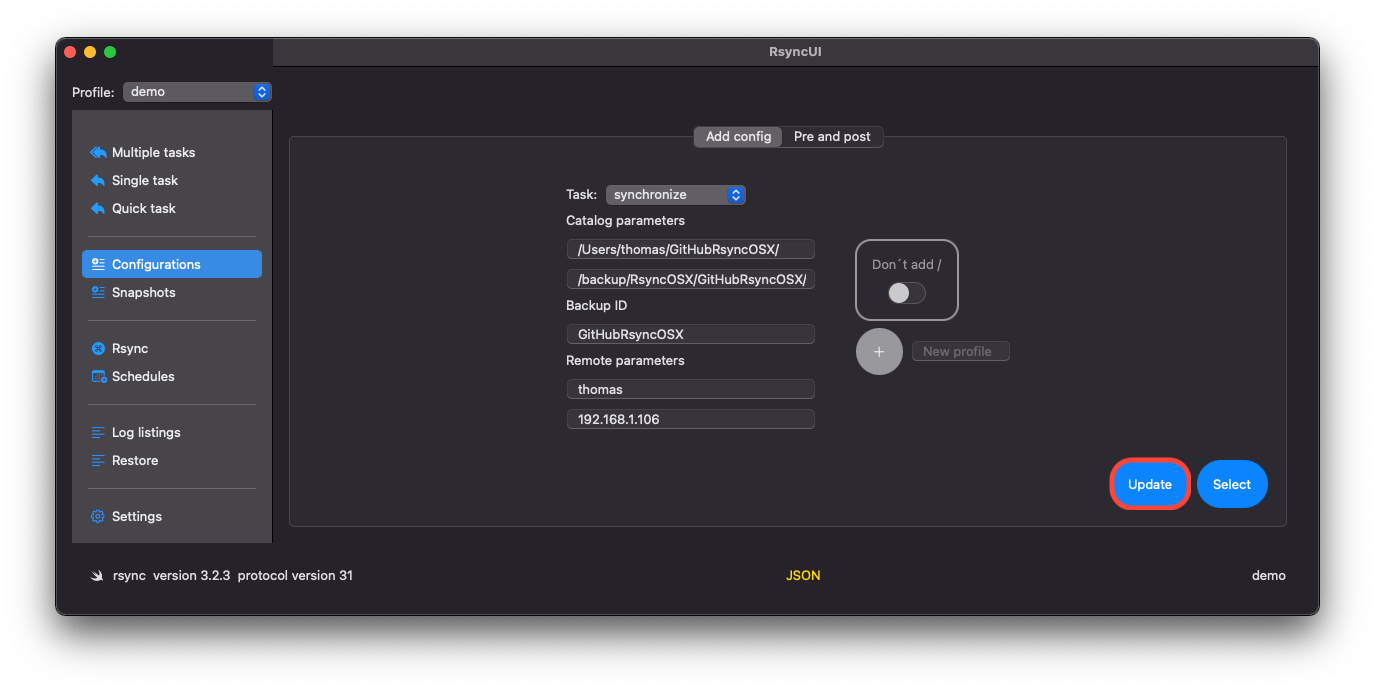 RsyncUI
Profile: demo
Multiple tasks
Single task
Quick task
Configurations
Snapshots
Rsync
Schedules
Log listings
Restore
Settings
Add config Pre and post
Task: synchronize
Catalog parameters
/Users/thomas/GitHubRsyncOSX/
/backup/RsyncOSX/GitHubRsyncOSX/
Backup ID
GitHubRsyncOSX
Remote parameters
thomas
192.168.1.106
Don´t add /
+ New profile
Update Select
rsync version 3.2.3 protocol version 31 JSON demo